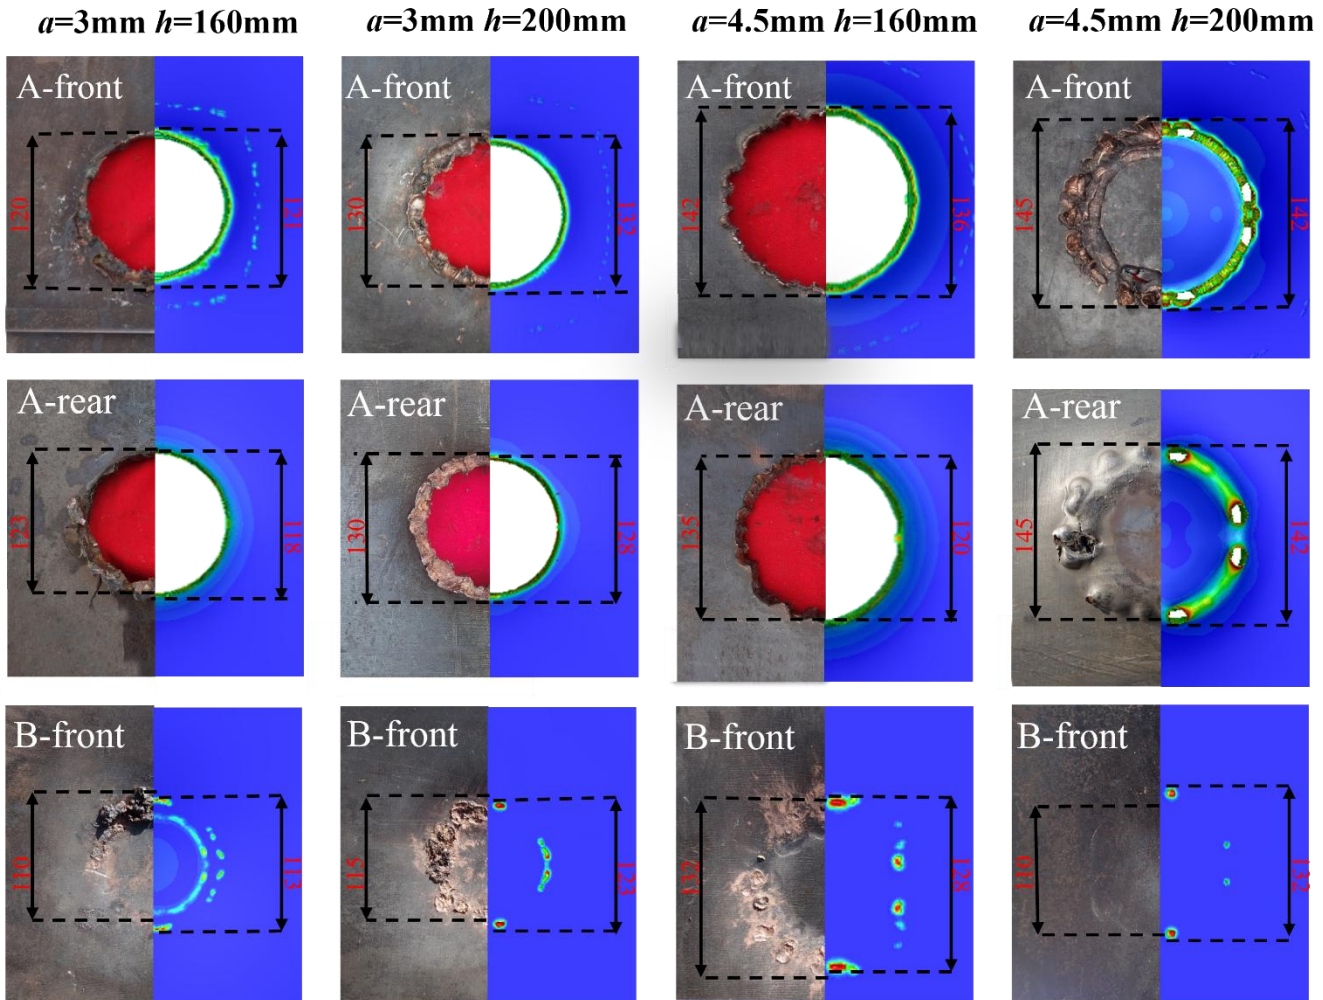 a=3mm h=160mm
a=3mm h=200mm
a=4.5mm h=160mm
a=4.5mm h=200mm
A-front
120
121
A-front
130
132
A-front
142
136
A-front
145
142
A-rear
123
118
A-rear
130
128
A-rear
135
120
A-rear
145
142
B-front
110
113
B-front
115
123
B-front
132
128
B-front
110
132